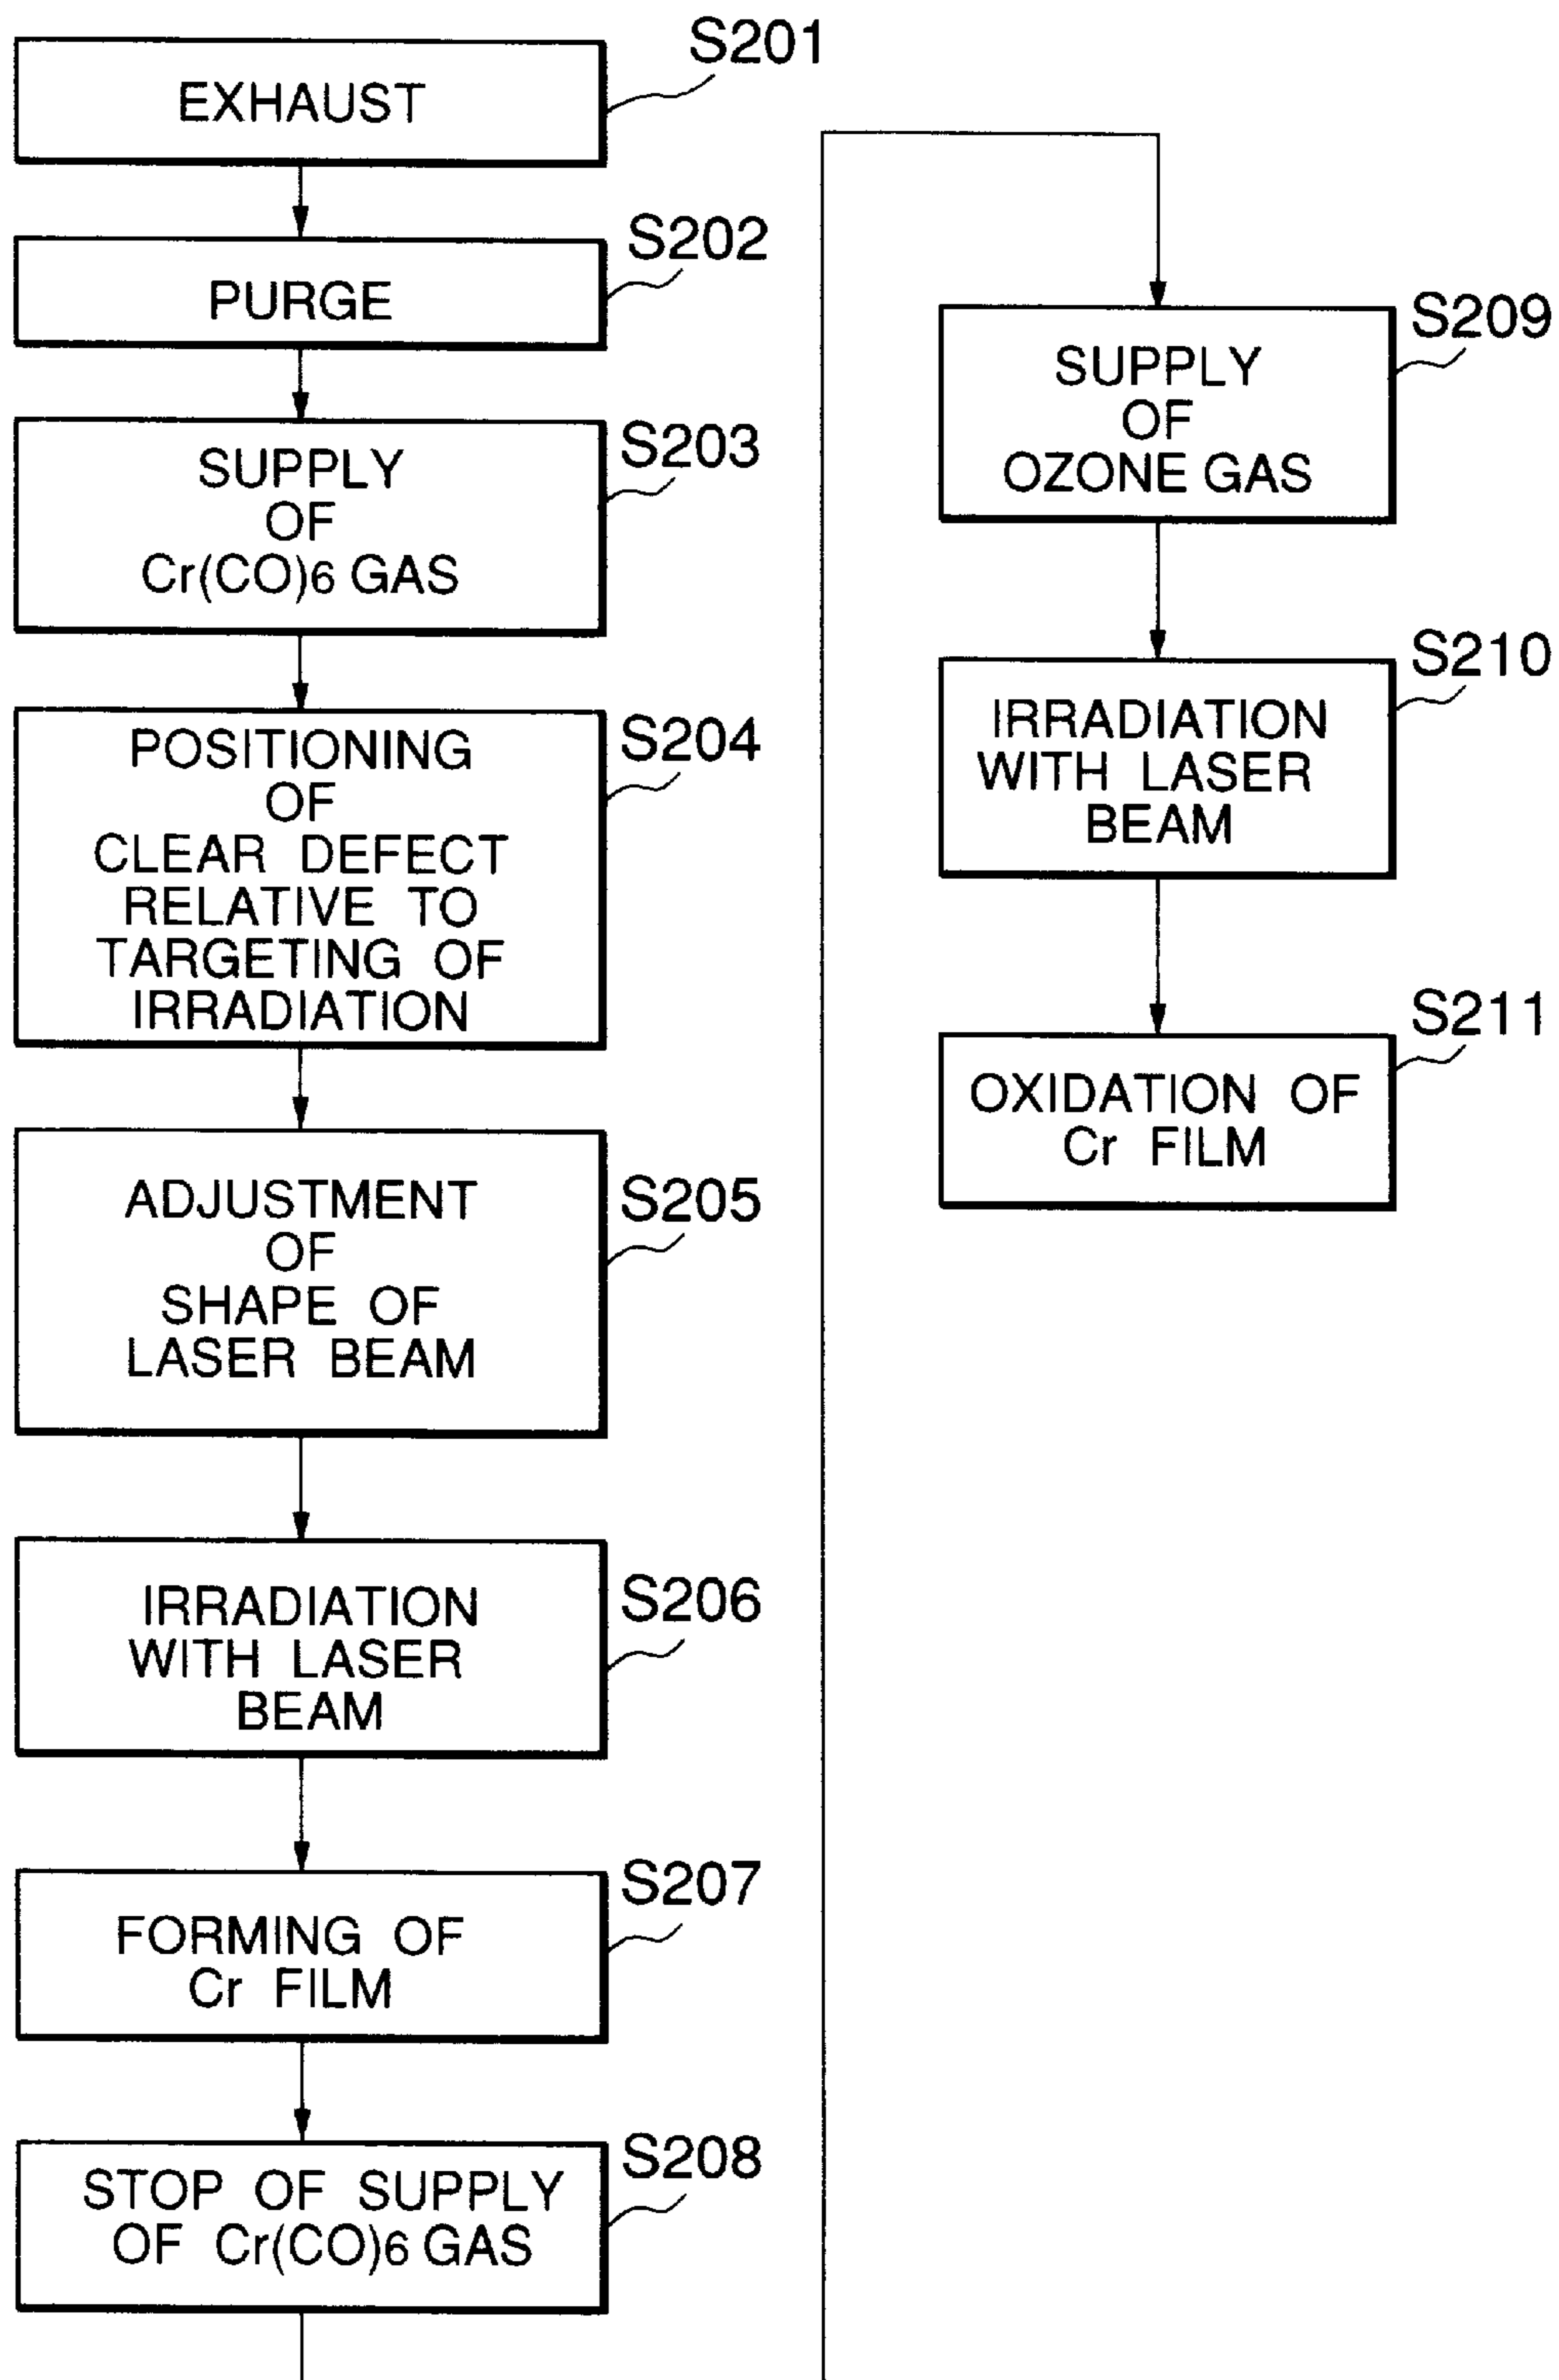 S201
EXHAUST
S202
PURGE
S203
SUPPLY
OF
Cr(CO)6 GAS
S204
POSITIONING
OF
CLEAR DEFECT
RELATIVE TO
TARGETING OF
IRRADIATION
S205
ADJUSTMENT
OF
SHAPE OF
LASER BEAM
S206
IRRADIATION
WITH LASER
BEAM
S207
FORMING OF
Cr FILM
S208
STOP OF SUPPLY
OF Cr(CO)6 GAS
S209
SUPPLY
OF
OZONE GAS
S210
IRRADIATION
WITH LASER
BEAM
S211
OXIDATION OF
Cr FILM